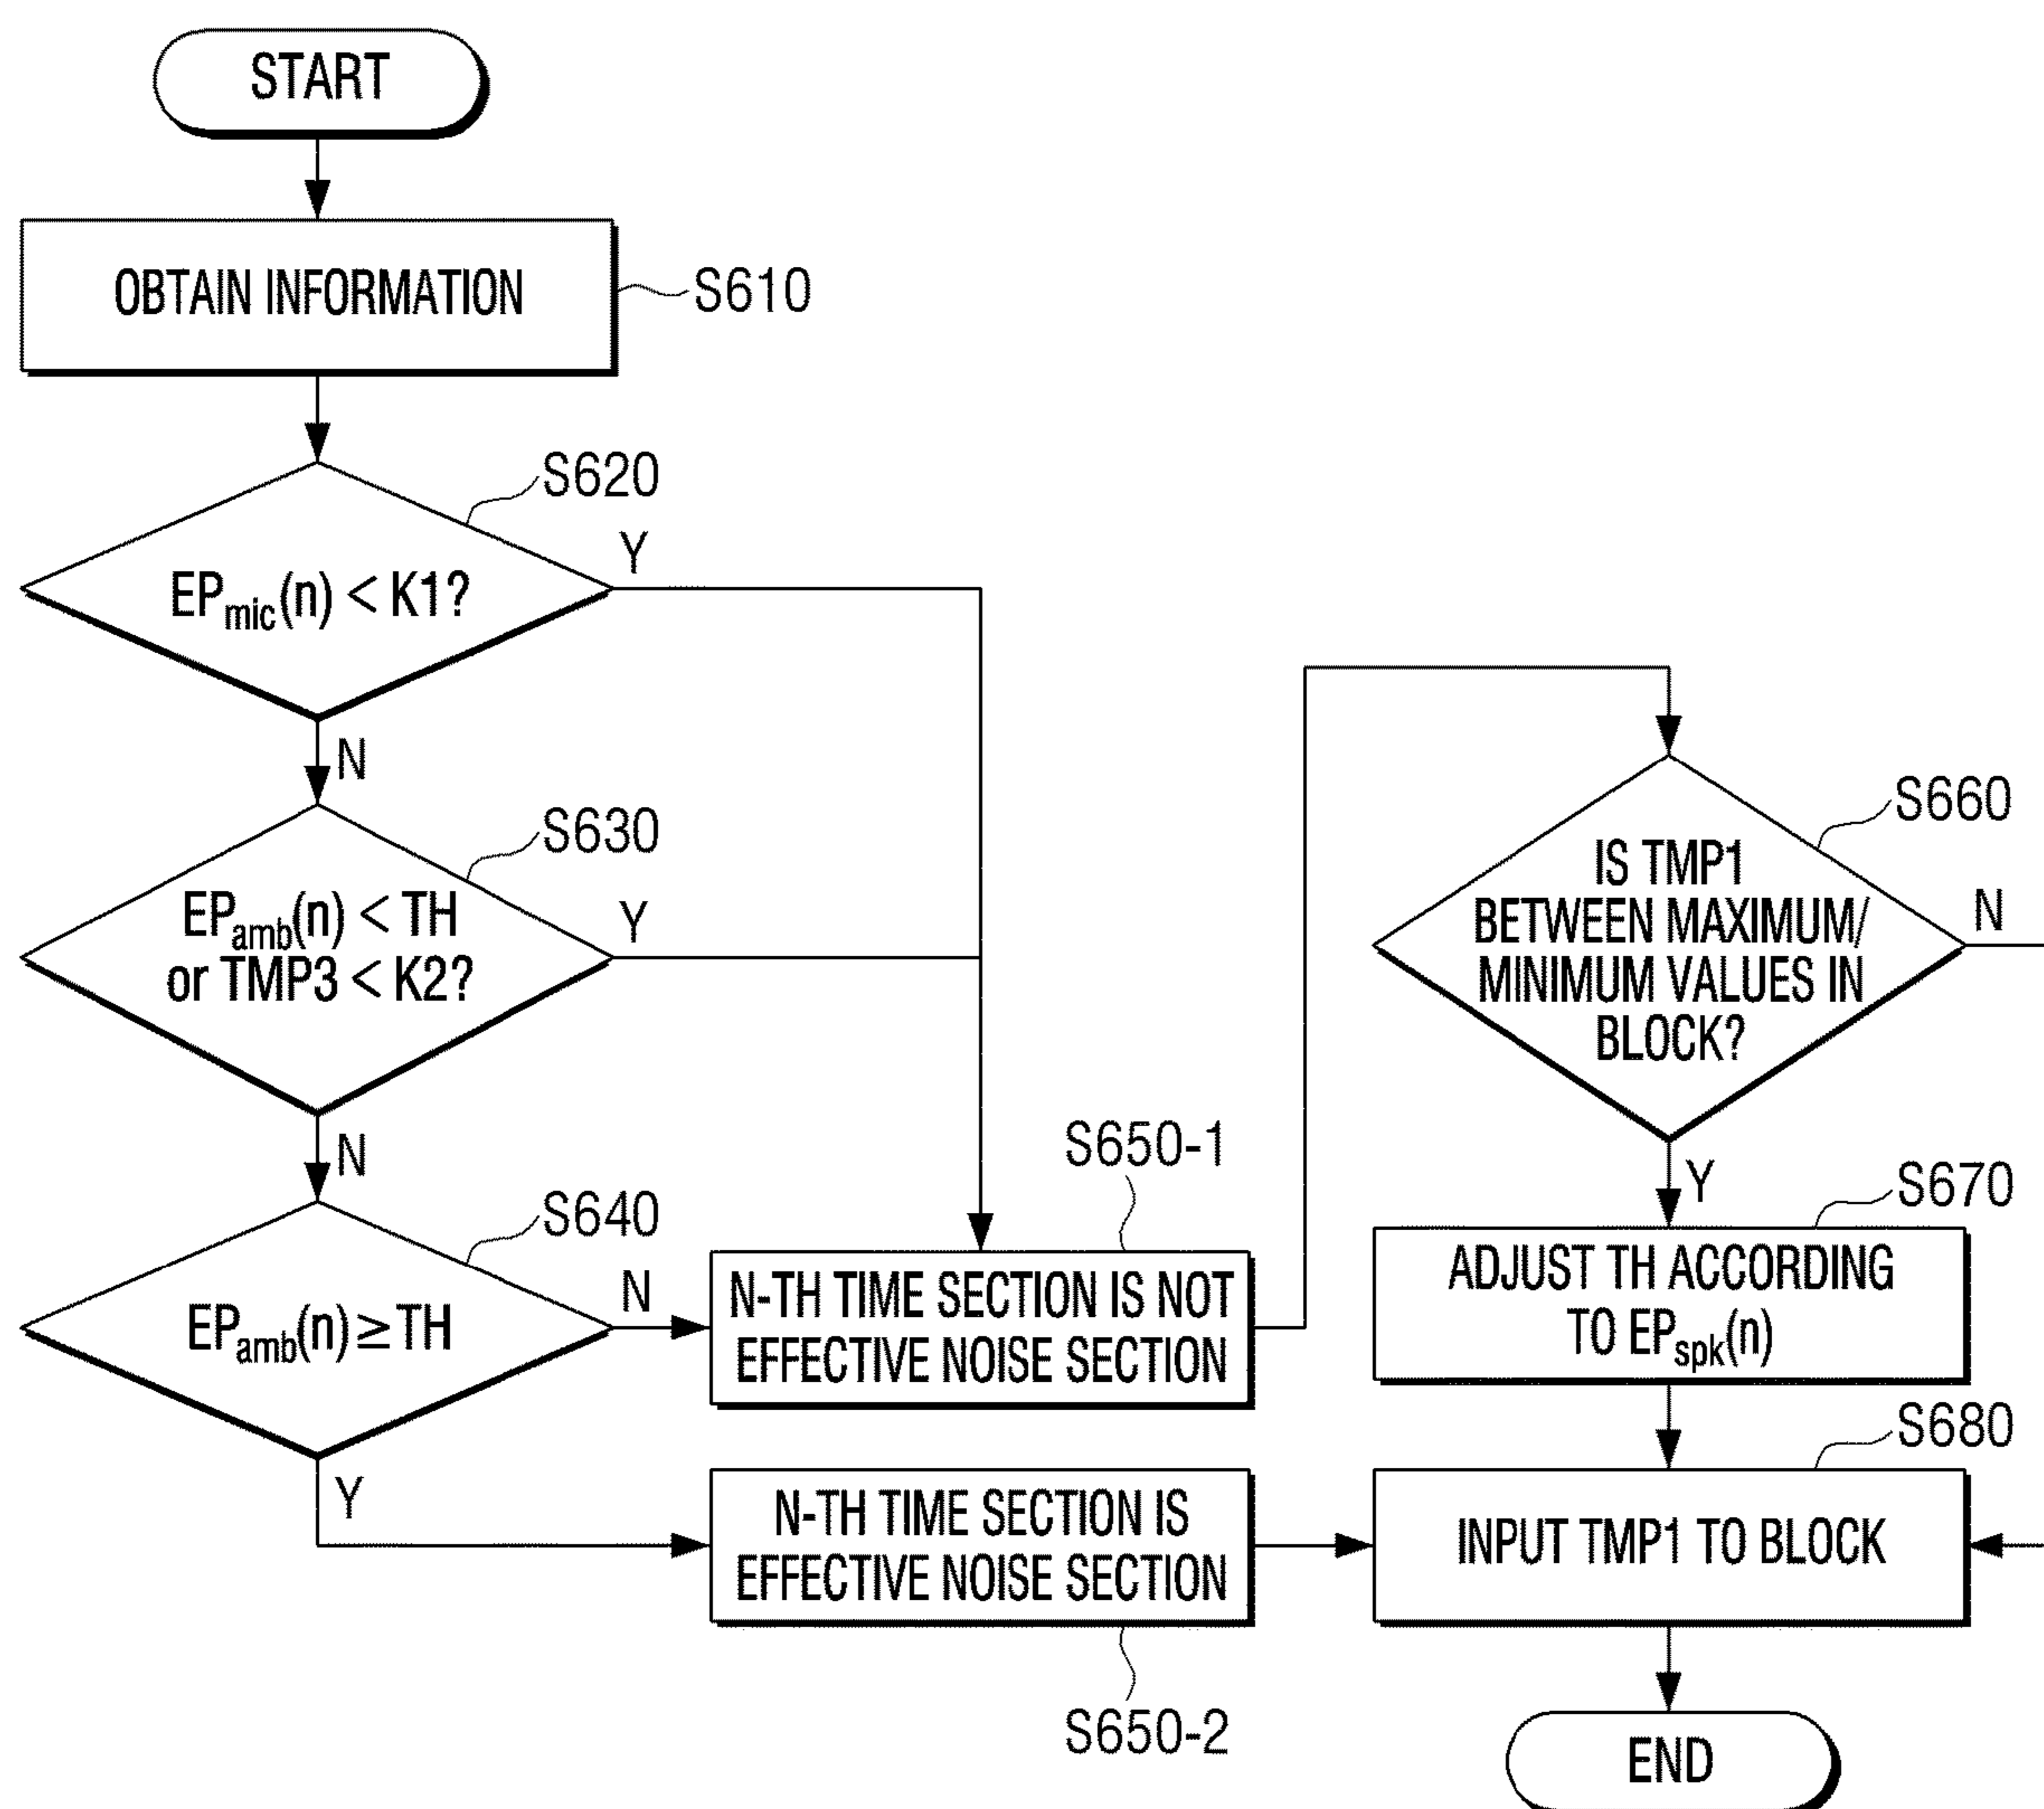 START
OBTAIN INFORMATION
S610
S620
EPmic(n) < K1?
Y
N
S630
EPamb(n) < TH
or TMP3 < K2?
Y
N
S640
EPamb(n) ≥ TH
N
Y
S650-1
N-TH TIME SECTION IS NOT
EFFECTIVE NOISE SECTION
N-TH TIME SECTION IS
EFFECTIVE NOISE SECTION
S650-2
S660
IS TMP1
BETWEEN MAXIMUM/
MINIMUM VALUES IN
BLOCK?
N
Y
S670
ADJUST TH ACCORDING
TO EPspk(n)
S680
INPUT TMP1 TO BLOCK
END